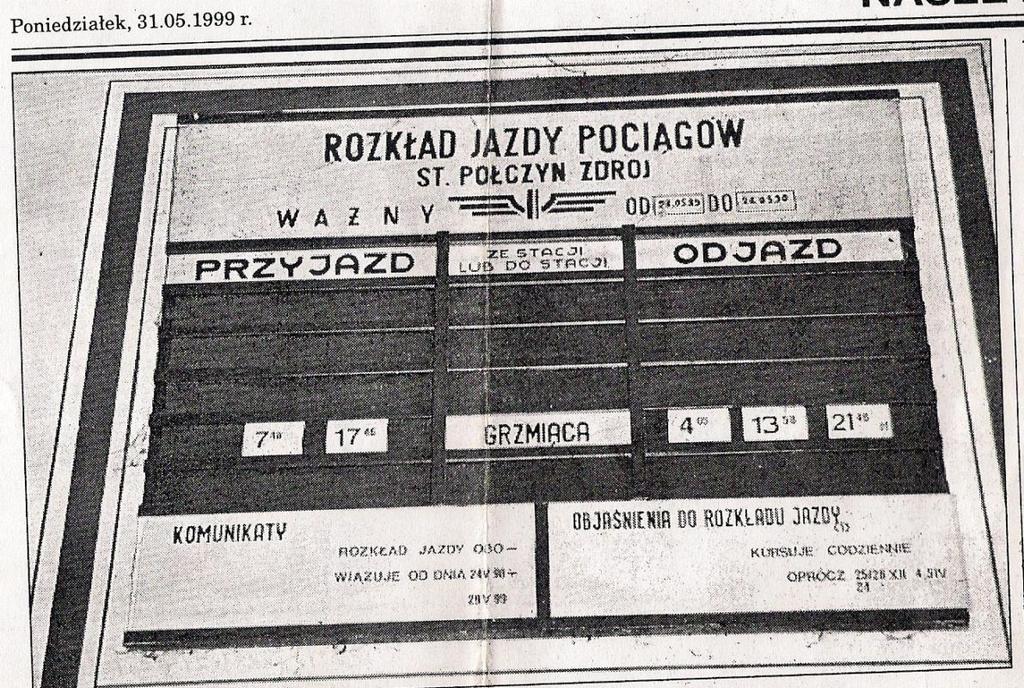 Poniedziałek, 31.05.1999 r.
ROZKŁAD JAZDY POCIĄGÓW
ST. POŁCZYN ZDRÓJ
WAŻNY OD DO
PRZYJAZD
ZE STACJI
LUB DO STACJI
ODJAZD
7 17 GRZMIĄCA 4 05 13 21
KOMUNIKATY
ROZKŁAD JAZDY OBO-
WIĄZUJE OD DNIA 24 V 98 ÷
OBJAŚNIENIA DO ROZKŁADU JAZDY
KURSUJE CODZIENNIE
OPRÓCZ 25/26 XII